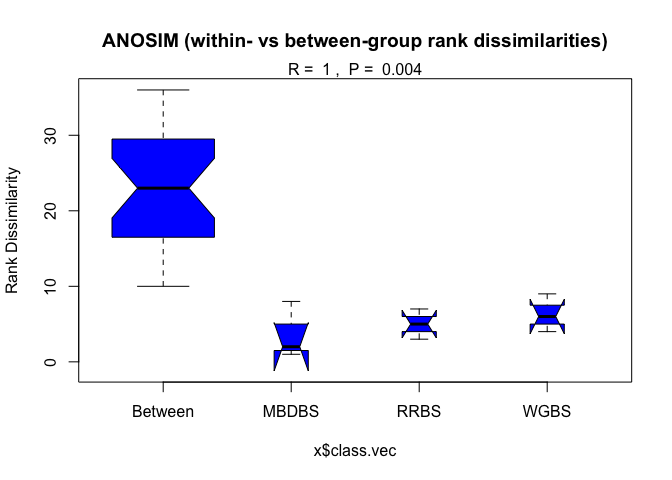 ANOSIM (within- vs between-group rank dissimilarities)
R = 1 , P = 0.004
Rank Dissimilarity
30
20
10
0
Between MBDBS RRBS WGBS
x$class.vec